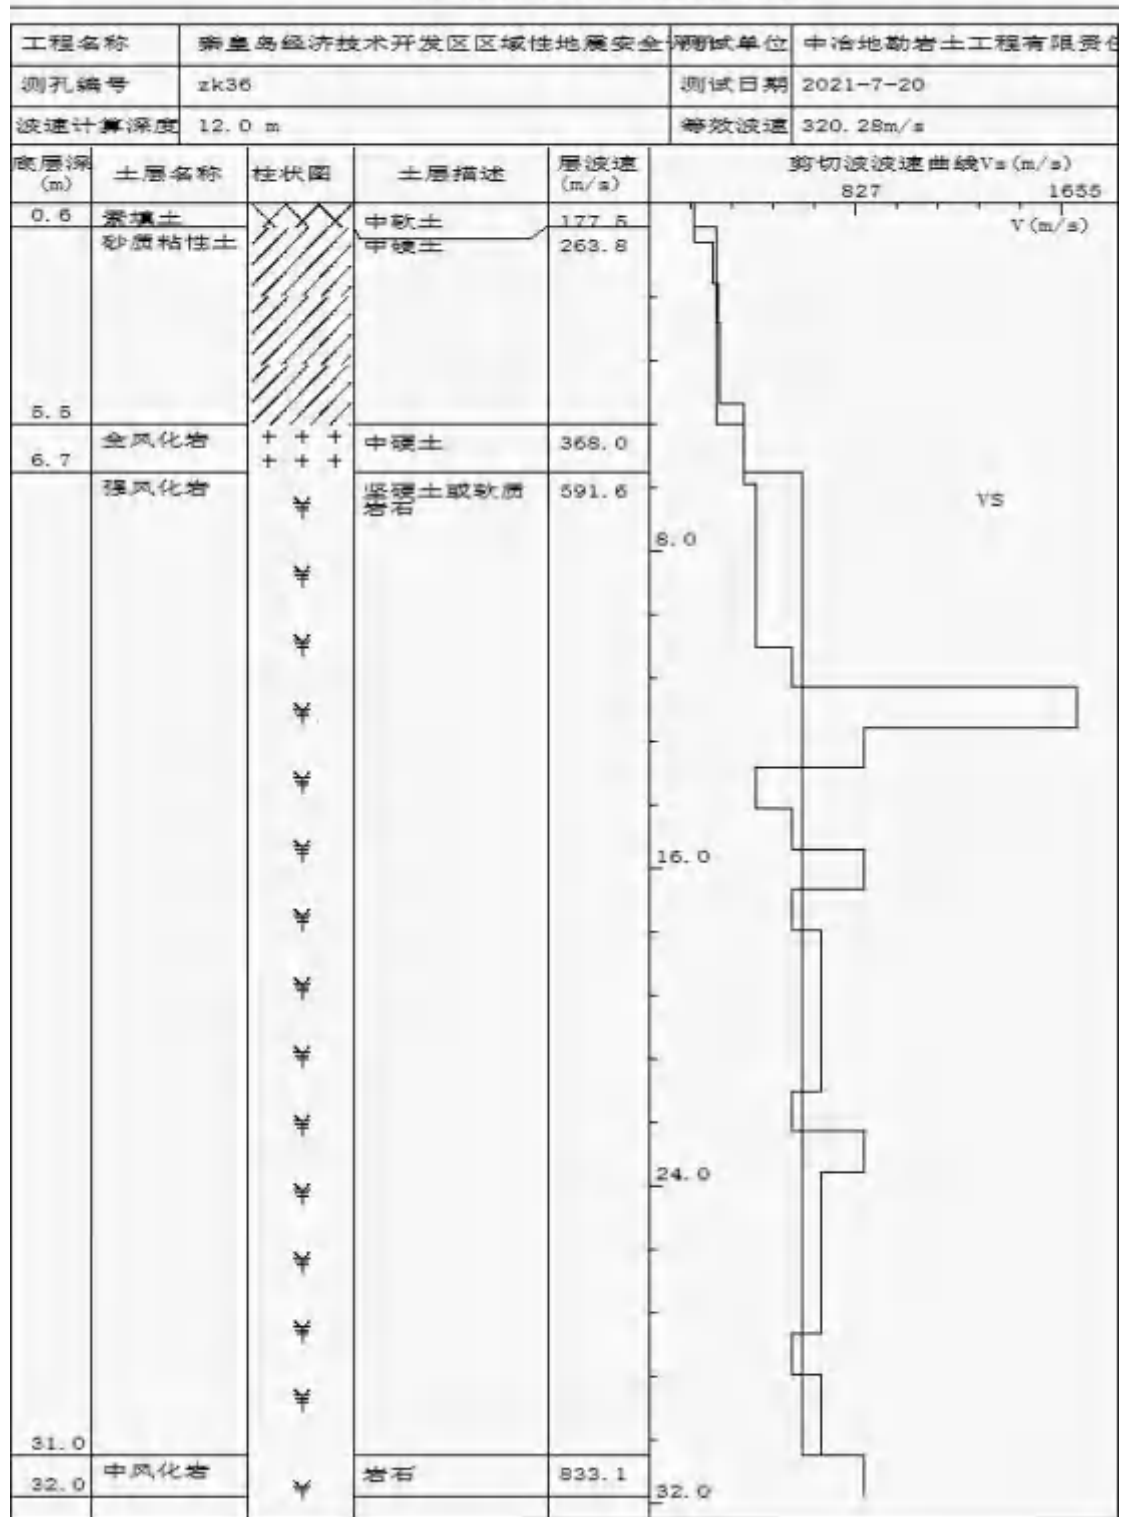 工程名称 秦皇岛经济技术开发区区域性地震安全 测试单位 中冶地勘岩土工程有限责任
测孔编号 zk36 测试日期 2021-7-20
波速计算深度 12.0 m 等效波速 320.28m/s
底层深 (m) 土层名称 柱状图 土层描述 层波速 (m/s) 剪切波波速曲线Vs(m/s)
827 1655
V(m/s)
0.6 素填土 中软土 177.5
砂质粘性土 中硬土 263.8
5.5
全风化岩 中硬土 368.0
6.7
强风化岩 坚硬土或软质 591.6
岩石
VS
8.0
16.0
24.0
31.0
中风化岩 岩石 833.1
32.0
32.0